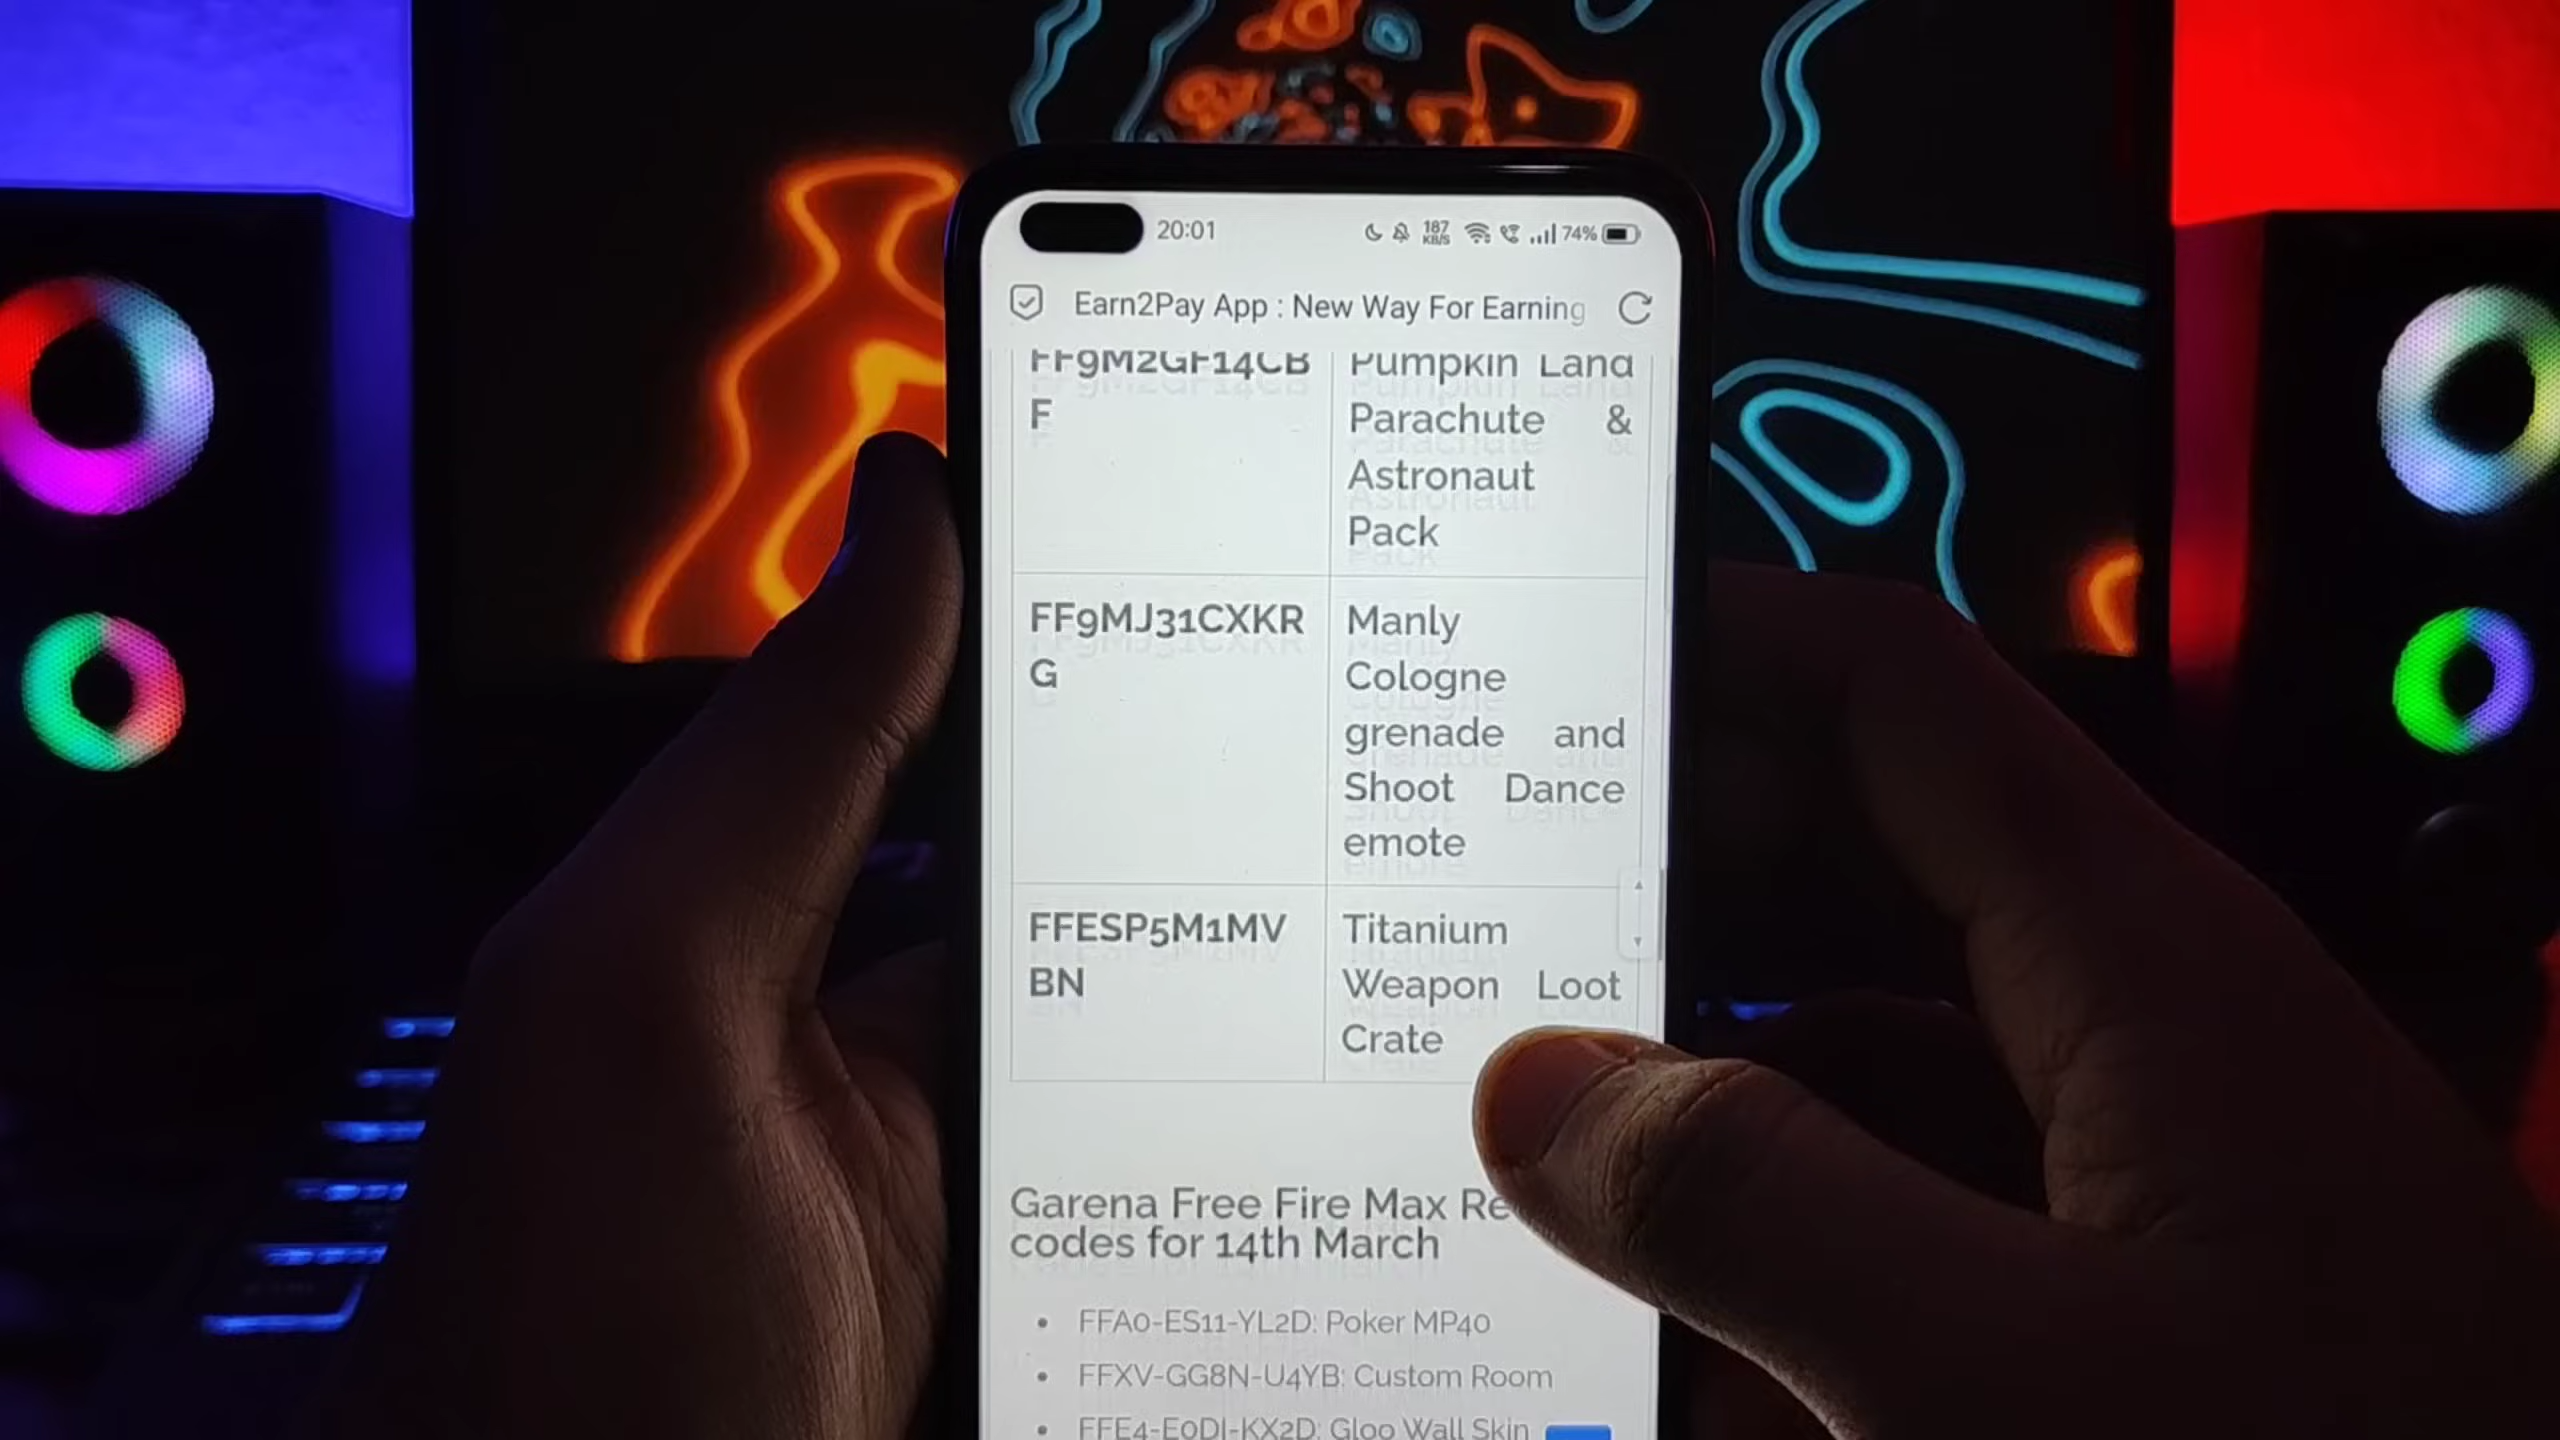 20:01
187
KB/S
74%
Earn2Pay App : New Way For Earning
FF9M2GF14CB
F
Pumpkin Land
Parachute &
Astronaut
Pack
FF9MJ31CXKR
G
Manly
Cologne
grenade and
Shoot Dance
emote
FFESP5M1MV
BN
Titanium
Weapon Loot
Crate
Garena Free Fire Max Re
codes for 14th March
• FFA0-ES11-YL2D: Poker MP40
• FFXV-GG8N-U4YB: Custom Room
• FFE4-E0DI-KX2D: Gloo Wall Skin